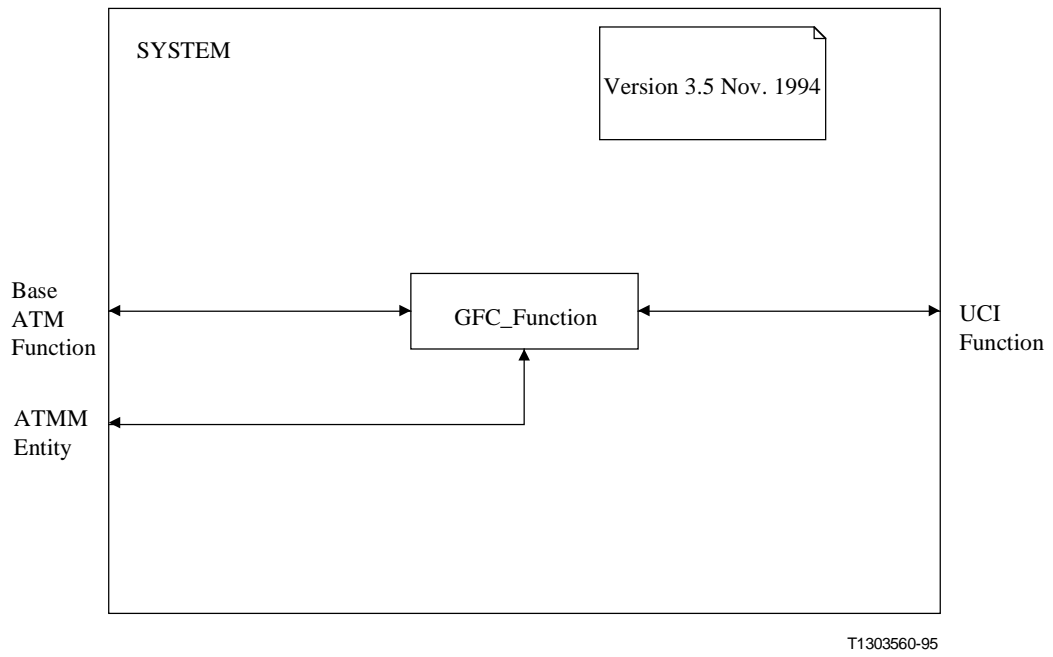 SYSTEM
Version 3.5 Nov. 1994
Base
ATM
Function
GFC_Function
UCI
Function
ATMM
Entity
T1303560-95